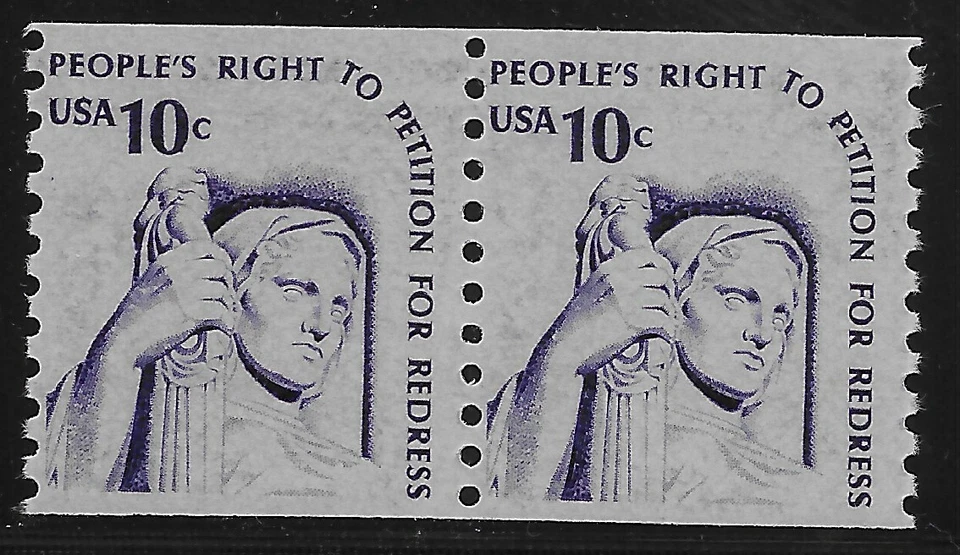 PEOPLE'S RIGHT TO PETITION FOR REDRESS
USA 10c
PEOPLE'S RIGHT TO PETITION FOR REDRESS
USA 10c